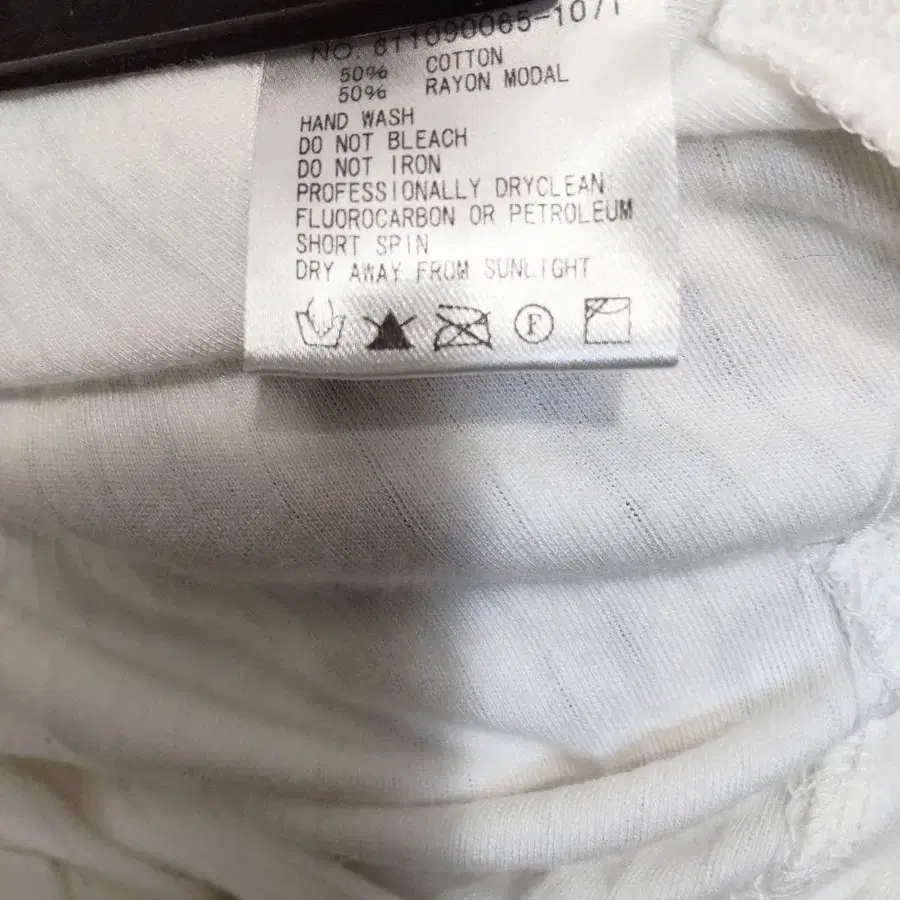 NO. 811090065-1071
50% COTTON
50% RAYON MODAL
HAND WASH
DO NOT BLEACH
DO NOT IRON
PROFESSIONALLY DRYCLEAN
FLUOROCARBON OR PETROLEUM
SHORT SPIN
DRY AWAY FROM SUNLIGHT
F